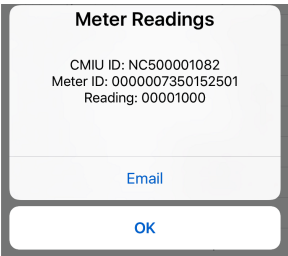 Meter Readings
CMIU ID: NC500001082
Meter ID: 0000007350152501
Reading: 00001000
Email
OK